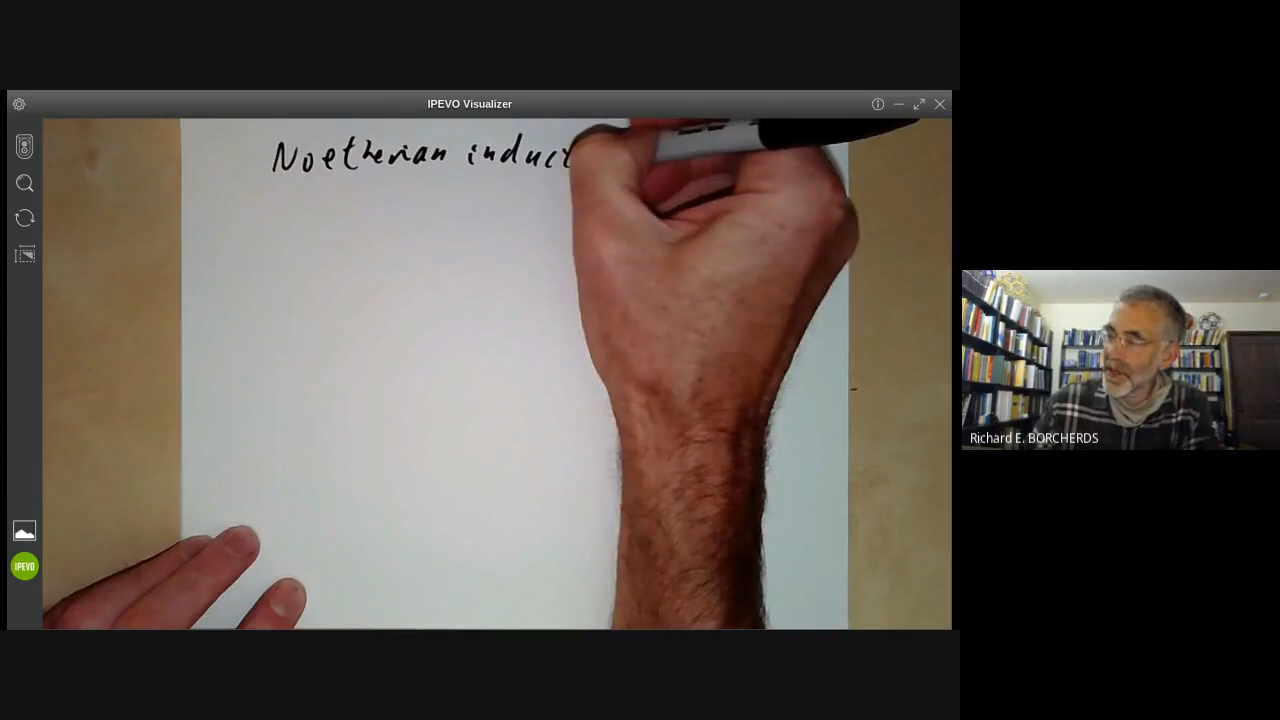 IPEVO Visualizer
Noetherian induct
IPEVO
Richard E. BORCHERDS